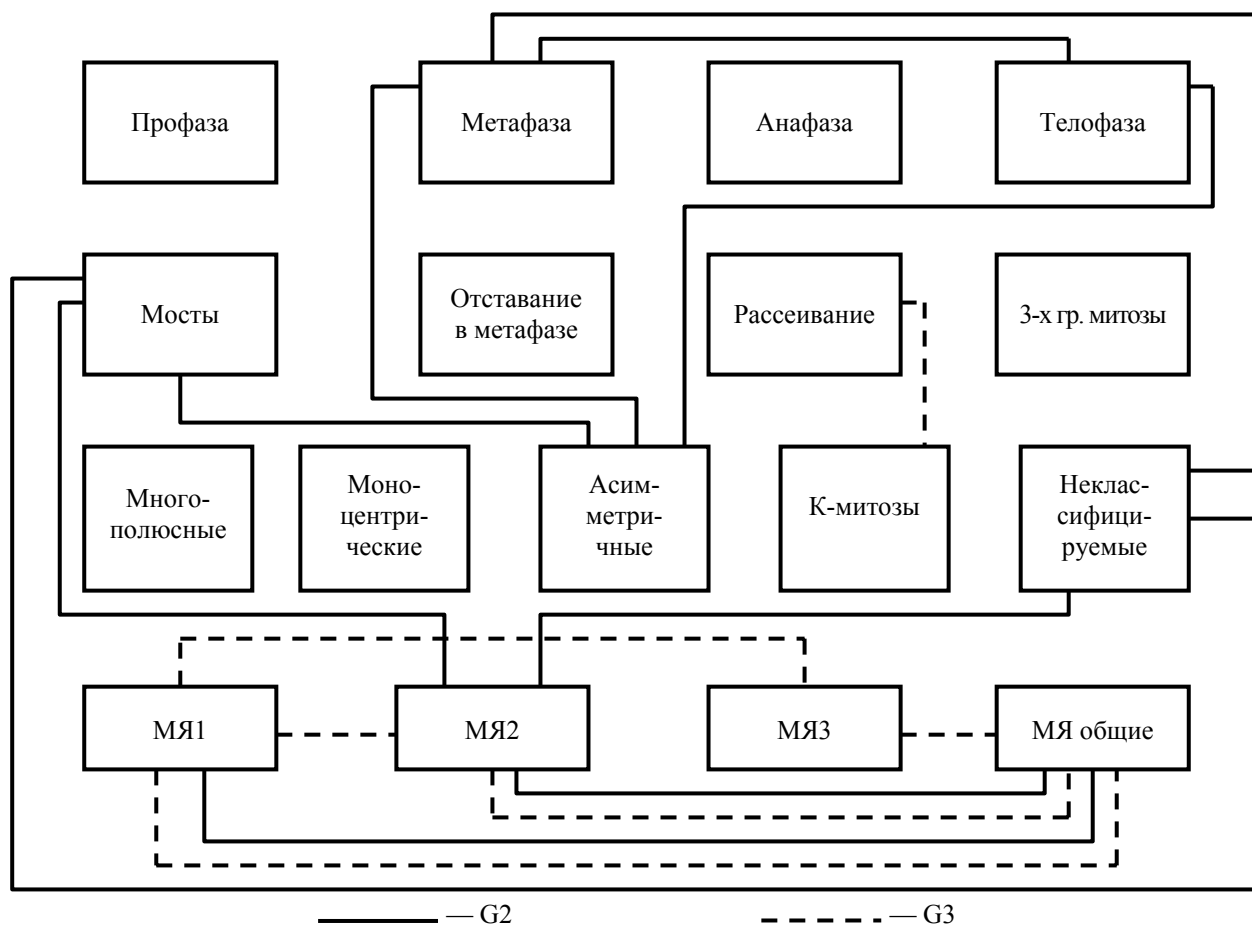 Профаза
Метафаза
Анафаза
Телофаза
Мосты
Отставание
в метафазе
Рассеивание
3-х гр. митозы
Много-
полюсные
Моно-
центри-
ческие
Асим-
метри-
чные
К-митозы
Неклас-
сифици-
руемые
МЯ1
МЯ2
МЯ3
МЯ общие
— G2
— G3